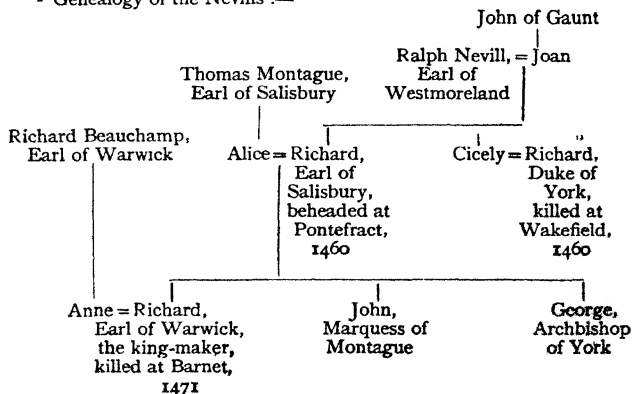 - Genealogy of the Nevills :—
John of Gaunt
Ralph Nevill, = Joan
Earl of
Westmoreland
Thomas Montague,
Earl of Salisbury
Richard Beauchamp,
Earl of Warwick
Alice = Richard,
Earl of
Salisbury,
beheaded at
Pontefract,
1460
Cicely = Richard,
Duke of
York,
killed at
Wakefield,
1460
Anne = Richard,
Earl of Warwick,
the king-maker,
killed at Barnet,
1471
John,
Marquess of
Montague
George,
Archbishop
of York